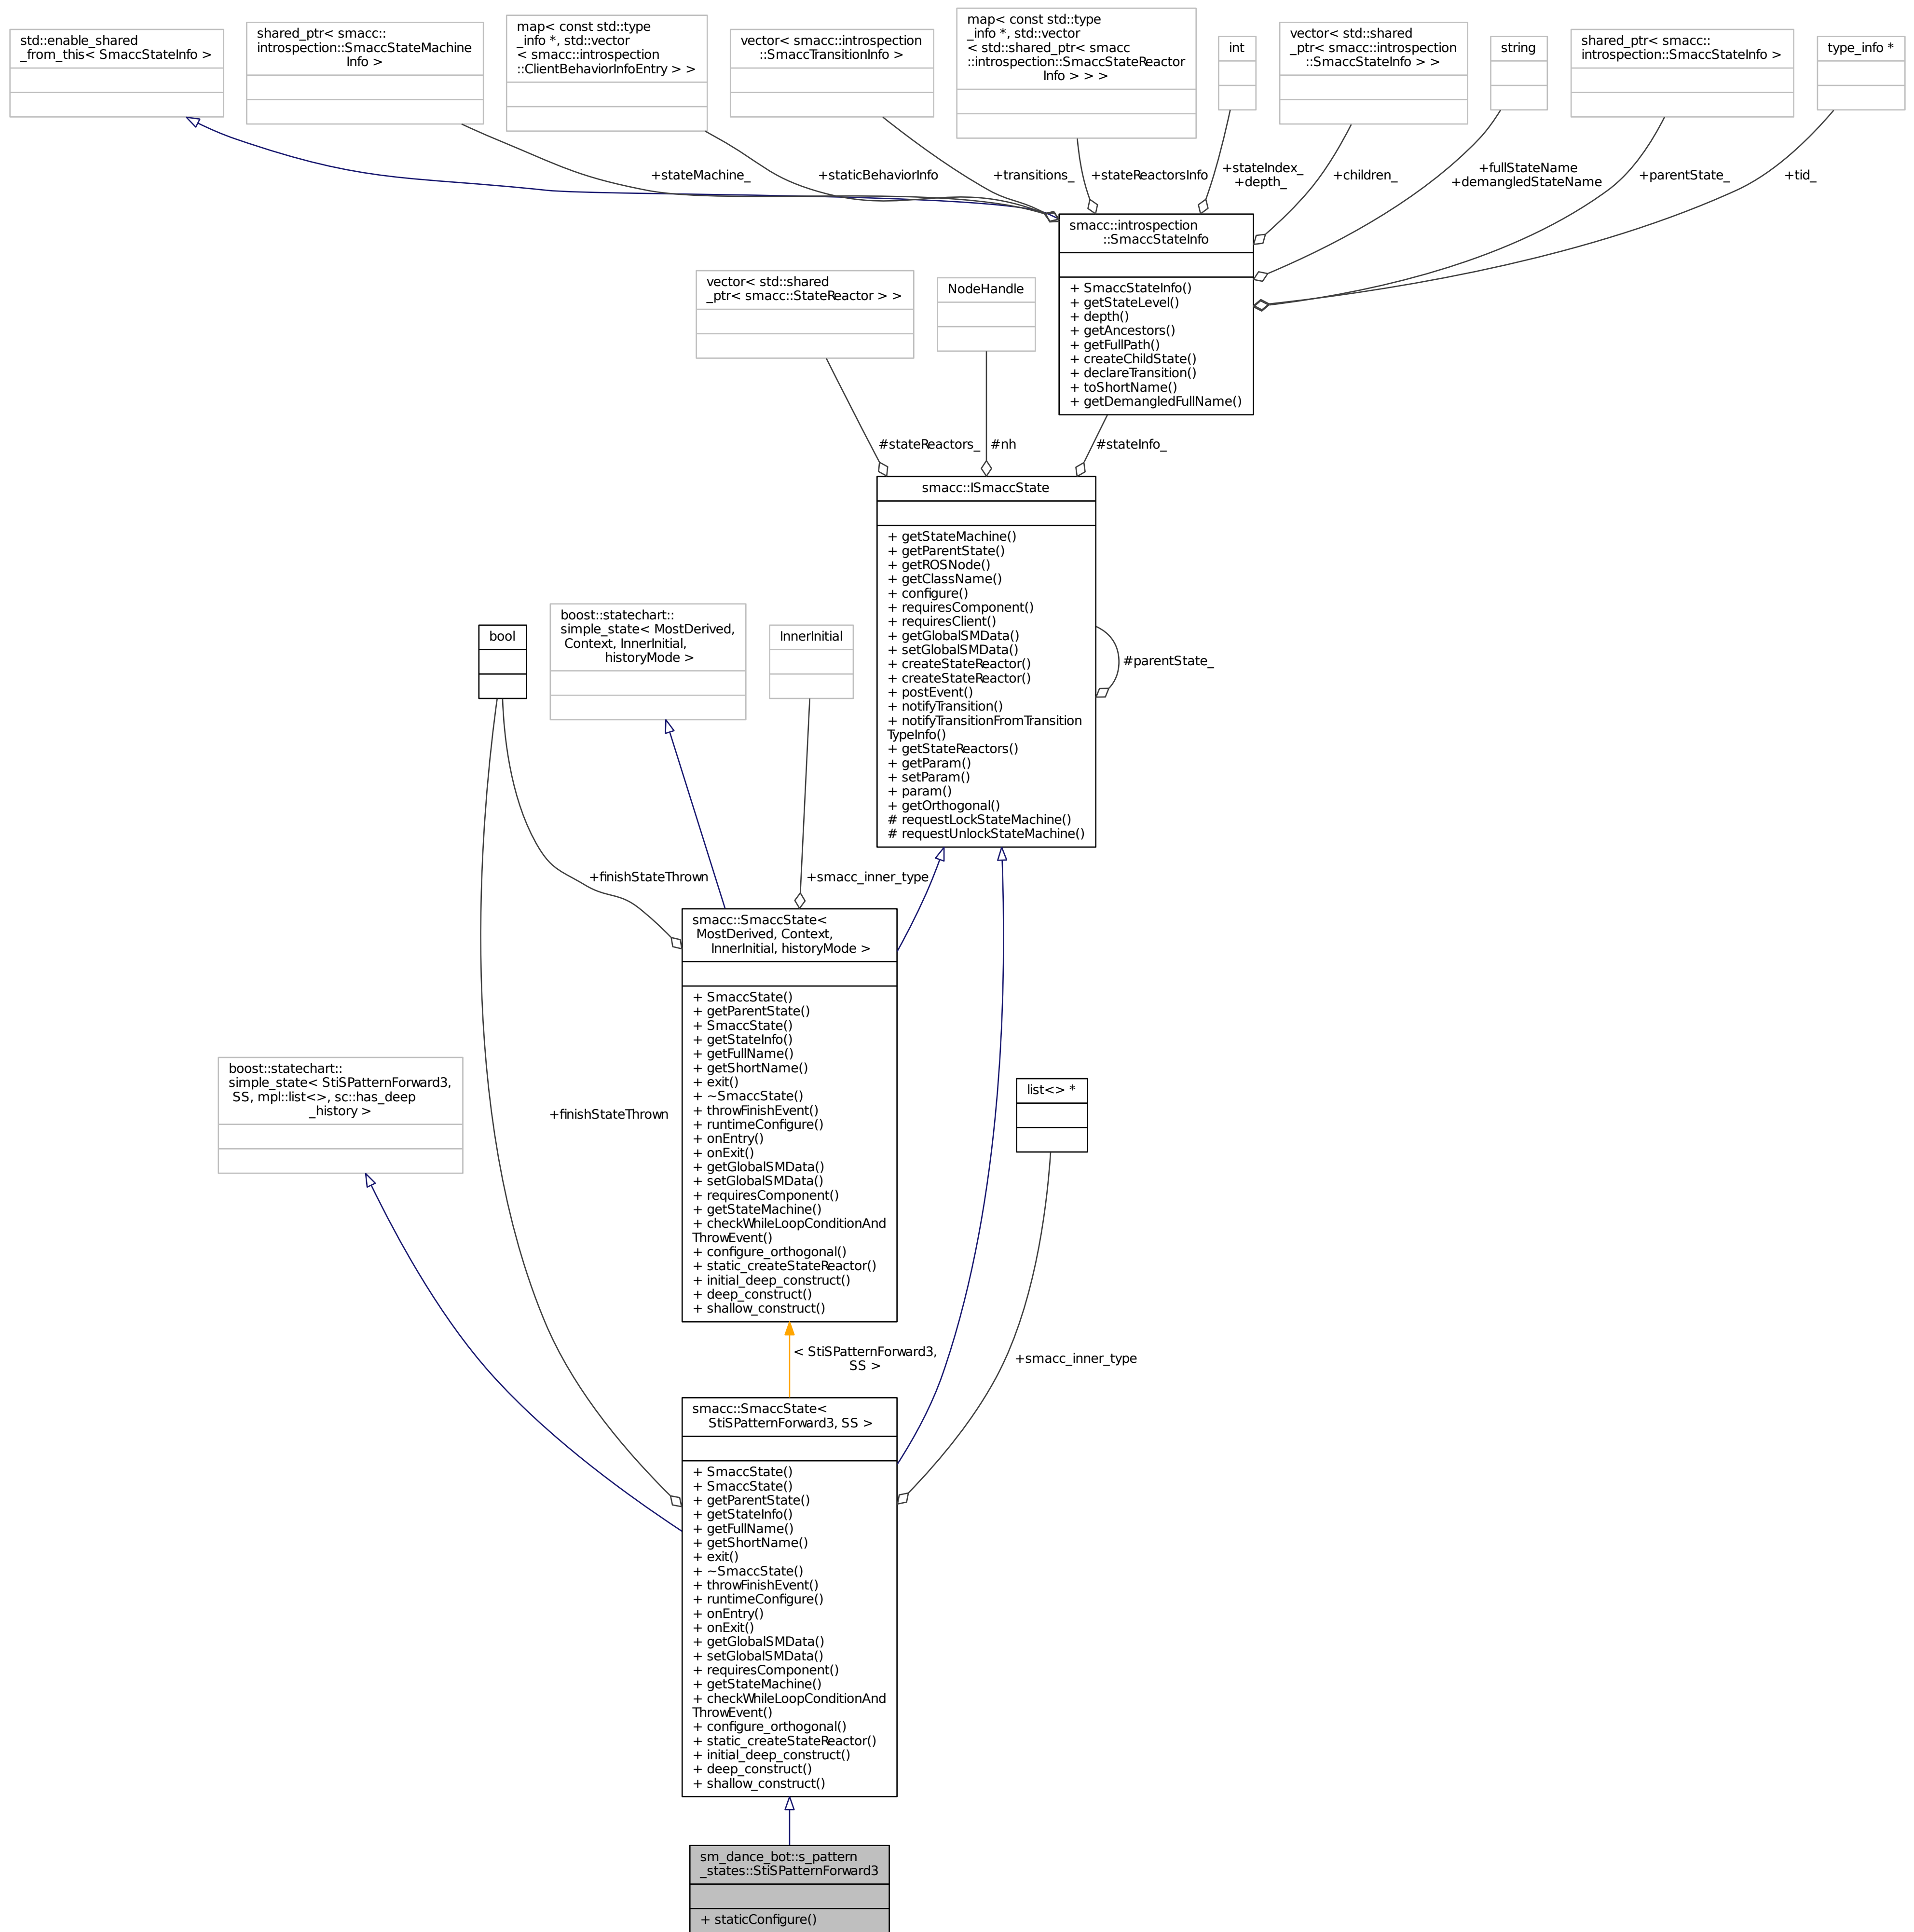 std::enable_shared
_from_this< SmaccStateInfo >
shared_ptr< smacc::
introspection::SmaccStateMachine
Info >
map< const std::type
_info *, std::vector
< smacc::introspection
::ClientBehaviorInfoEntry > >
vector< smacc::introspection
::SmaccTransitionInfo >
map< const std::type
_info *, std::vector
< std::shared_ptr< smacc
::introspection::SmaccStateReactor
Info > > >
int
vector< std::shared
_ptr< smacc::introspection
::SmaccStateInfo > >
string
shared_ptr< smacc::
introspection::SmaccStateInfo >
type_info *
+stateMachine_
+staticBehaviorInfo
+transitions_
+stateReactorsInfo
+stateIndex_
+depth_
+children_
+fullStateName
+demangledStateName
+parentState_
+tid_
smacc::introspection
::SmaccStateInfo
+ SmaccStateInfo()
+ getStateLevel()
+ depth()
+ getAncestors()
+ getFullPath()
+ createChildState()
+ declareTransition()
+ toShortName()
+ getDemangledFullName()
vector< std::shared
_ptr< smacc::StateReactor > >
NodeHandle
#stateReactors_
#nh
#stateInfo_
smacc::ISmaccState
+ getStateMachine()
+ getParentState()
+ getROSNode()
+ getClassName()
+ configure()
+ requiresComponent()
+ requiresClient()
+ getGlobalSMData()
+ setGlobalSMData()
+ createStateReactor()
+ createStateReactor()
+ postEvent()
+ notifyTransition()
+ notifyTransitionFromTransition
TypeInfo()
+ getStateReactors()
+ getParam()
+ setParam()
+ param()
+ getOrthogonal()
# requestLockStateMachine()
# requestUnlockStateMachine()
#parentState_
bool
boost::statechart::
simple_state< MostDerived,
Context, InnerInitial,
historyMode >
InnerInitial
+finishStateThrown
+smacc_inner_type
smacc::SmaccState<
MostDerived, Context,
InnerInitial, historyMode >
+ SmaccState()
+ getParentState()
+ SmaccState()
+ getStateInfo()
+ getFullName()
+ getShortName()
+ exit()
+ ~SmaccState()
+ throwFinishEvent()
+ runtimeConfigure()
+ onEntry()
+ onExit()
+ getGlobalSMData()
+ setGlobalSMData()
+ requiresComponent()
+ getStateMachine()
+ checkWhileLoopConditionAnd
ThrowEvent()
+ configure_orthogonal()
+ static_createStateReactor()
+ initial_deep_construct()
+ deep_construct()
+ shallow_construct()
boost::statechart::
simple_state< StiSPatternForward3,
SS, mpl::list<>, sc::has_deep
_history >
+finishStateThrown
list<> *
< StiSPatternForward3,
SS >
+smacc_inner_type
smacc::SmaccState<
StiSPatternForward3, SS >
+ SmaccState()
+ SmaccState()
+ getParentState()
+ getStateInfo()
+ getFullName()
+ getShortName()
+ exit()
+ ~SmaccState()
+ throwFinishEvent()
+ runtimeConfigure()
+ onEntry()
+ onExit()
+ getGlobalSMData()
+ setGlobalSMData()
+ requiresComponent()
+ getStateMachine()
+ checkWhileLoopConditionAnd
ThrowEvent()
+ configure_orthogonal()
+ static_createStateReactor()
+ initial_deep_construct()
+ deep_construct()
+ shallow_construct()
sm_dance_bot::s_pattern
_states::StiSPatternForward3
+ staticConfigure()